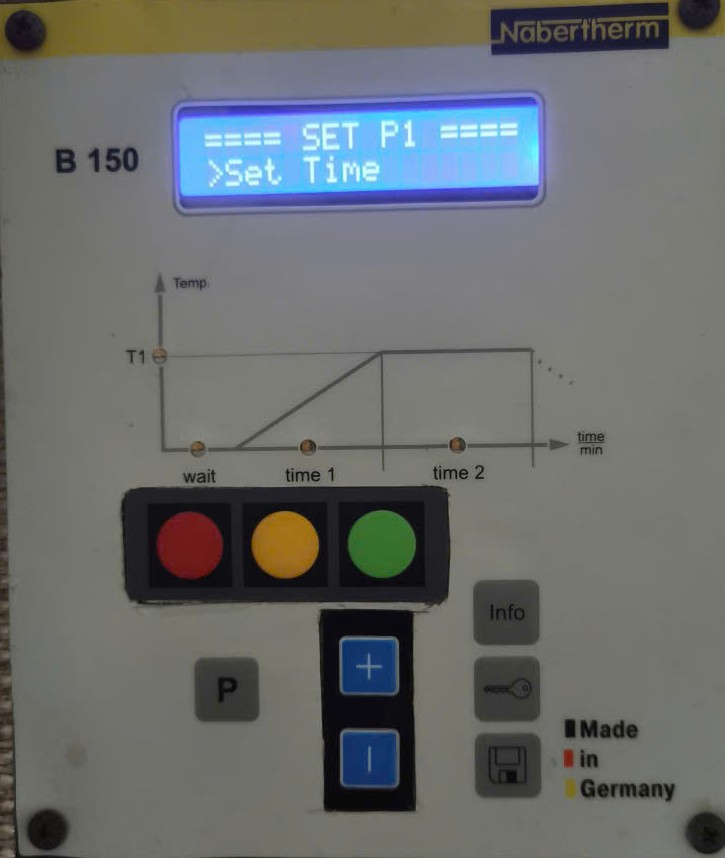 Nabertherm
B 150
==== SET P1 ====
>Set Time
Temp.
T1
time
min
wait
time 1
time 2
Info
P
Made
in
Germany